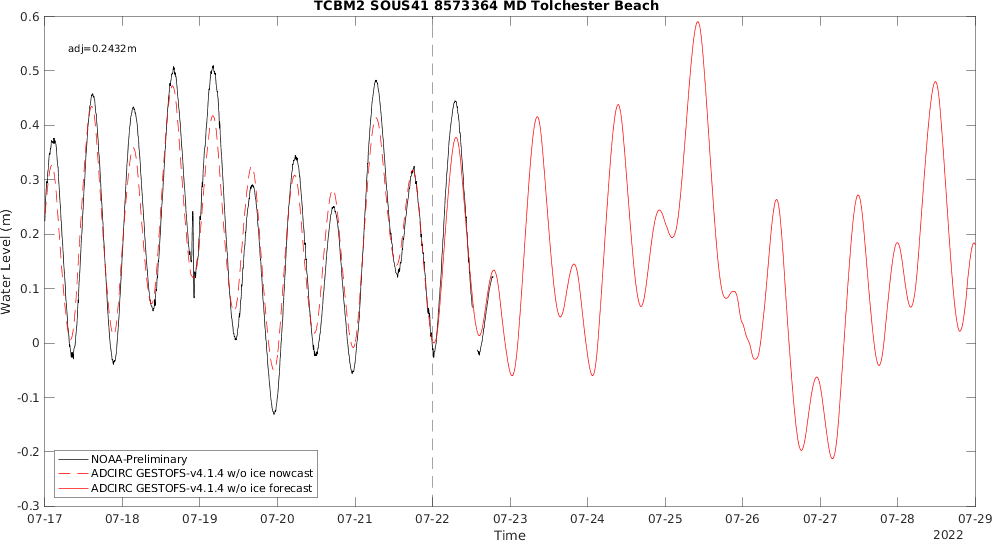 TCBM2 SOUS41 8573364 MD Tolchester Beach
adj=0.2432m
0.6
0.5
0.4
0.3
0.2
0.1
0
-0.1
-0.2
-0.3
Water Level (m)
NOAA-Preliminary
ADCIRC GESTOFS-v4.1.4 w/o ice nowcast
ADCIRC GESTOFS-v4.1.4 w/o ice forecast
07-17 07-18 07-19 07-20 07-21 07-22 07-23 07-24 07-25 07-26 07-27 07-28 07-29
Time
2022